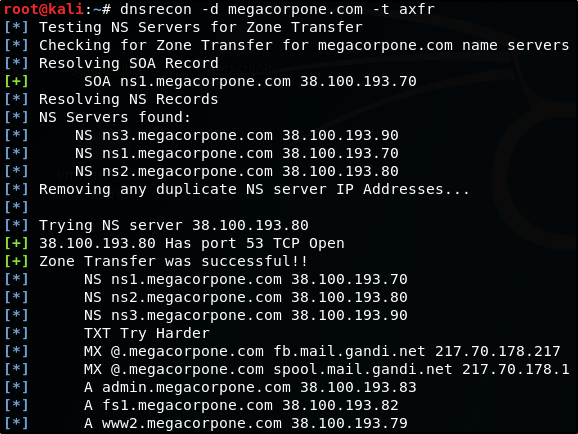 root@kali:~# dnsrecon -d megacorpone.com -t axfr
[*] Testing NS Servers for Zone Transfer
[*] Checking for Zone Transfer for megacorpone.com name servers
[*] Resolving SOA Record
[+]      SOA ns1.megacorpone.com 38.100.193.70
[*] Resolving NS Records
[*] NS Servers found:
[*]     NS ns3.megacorpone.com 38.100.193.90
[*]     NS ns1.megacorpone.com 38.100.193.70
[*]     NS ns2.megacorpone.com 38.100.193.80
[*] Removing any duplicate NS server IP Addresses...
[*]
[*] Trying NS server 38.100.193.80
[+] 38.100.193.80 Has port 53 TCP Open
[+] Zone Transfer was successful!!
[*]      NS ns1.megacorpone.com 38.100.193.70
[*]      NS ns2.megacorpone.com 38.100.193.80
[*]      NS ns3.megacorpone.com 38.100.193.90
[*]      TXT Try Harder
[*]      MX @.megacorpone.com fb.mail.gandi.net 217.70.178.217
[*]      MX @.megacorpone.com spool.mail.gandi.net 217.70.178.1
[*]      A admin.megacorpone.com 38.100.193.83
[*]      A fs1.megacorpone.com 38.100.193.82
[*]      A www2.megacorpone.com 38.100.193.79